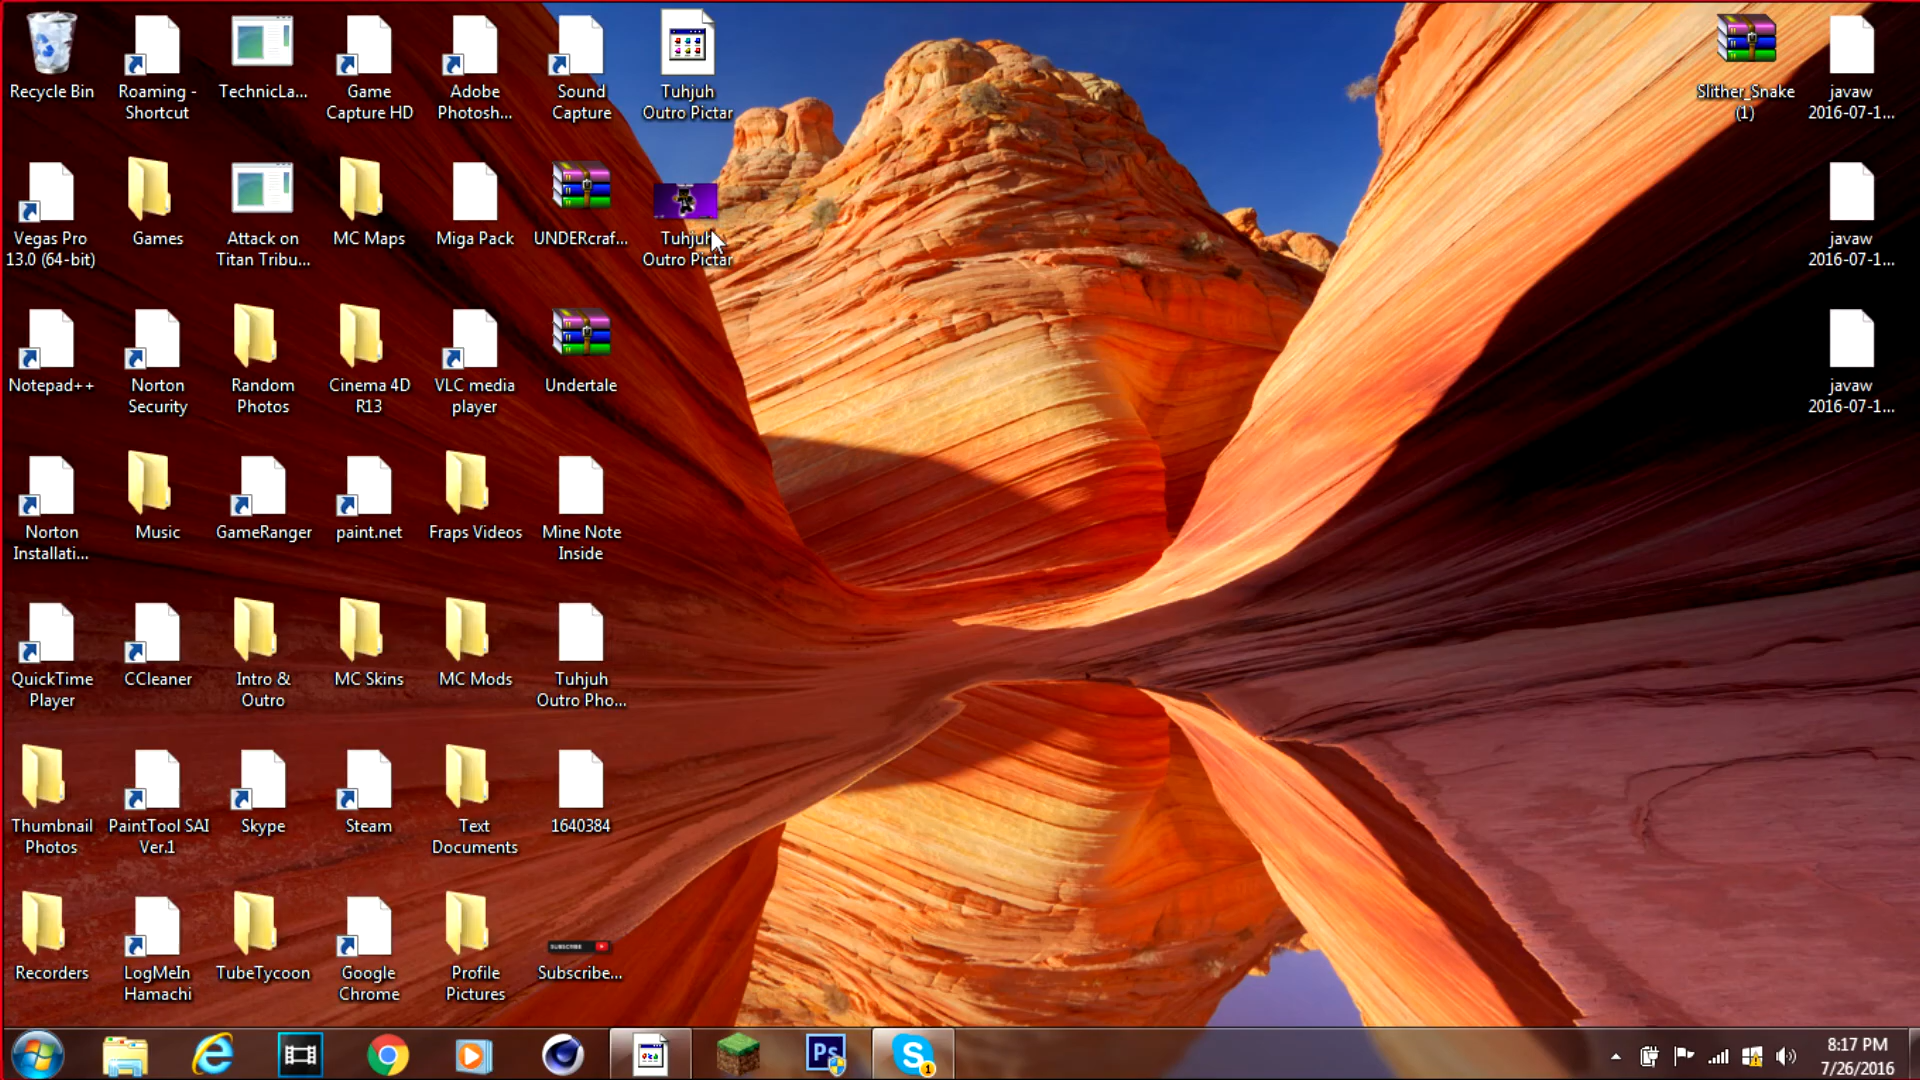 Recycle Bin
Roaming -
Shortcut
TechnicLa...
Game
Capture HD
Adobe
Photosh...
Sound
Capture
Tuhjuh
Outro Pictar
Slither_Snake
(1)
javaw
2016-07-1...
Vegas Pro
13.0 (64-bit)
Games
Attack on
Titan Tribu...
MC Maps
Miga Pack
UNDERcraf...
Tuhjuh
Outro Pictar
javaw
2016-07-1...
Notepad++
Norton
Security
Random
Photos
Cinema 4D
R13
VLC media
player
Undertale
javaw
2016-07-1...
Norton
Installati...
Music
GameRanger
paint.net
Fraps Videos
Mine Note
Inside
QuickTime
Player
CCleaner
Intro &
Outro
MC Skins
MC Mods
Tuhjuh
Outro Pho...
Thumbnail
Photos
PaintTool SAI
Ver.1
Skype
Steam
Text
Documents
1640384
Recorders
LogMeIn
Hamachi
TubeTycoon
Google
Chrome
Profile
Pictures
SUBSCRIBE
Subscribe...
Ps
S
1
8:17 PM
7/26/2016